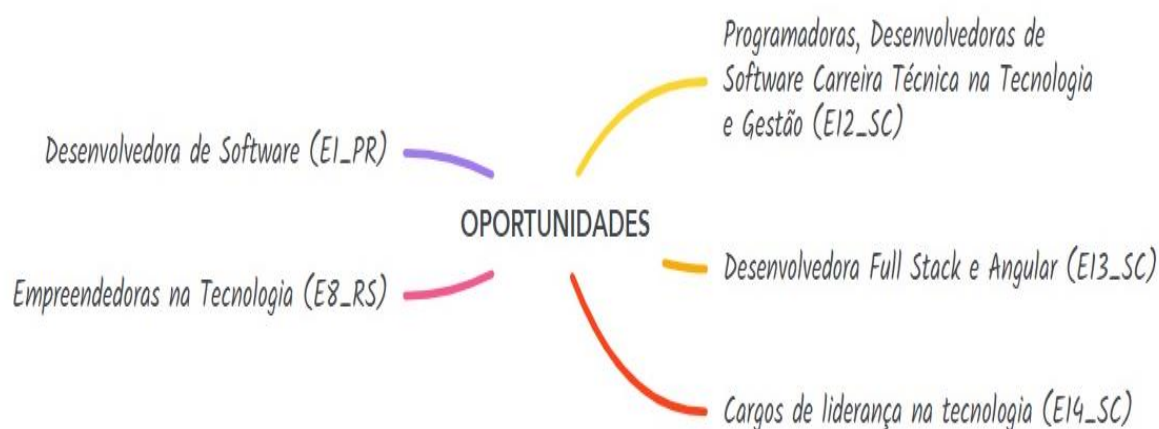 Programadoras, Desenvolvedoras de
Software Carreira Técnica na Tecnologia
e Gestão (E12_SC)
Desenvolvedora de Software (E1_PR)
OPORTUNIDADES
Desenvolvedora Full Stack e Angular (E13_SC)
Empreendedoras na Tecnologia (E8_RS)
Cargos de liderança na tecnologia (E14_SC)